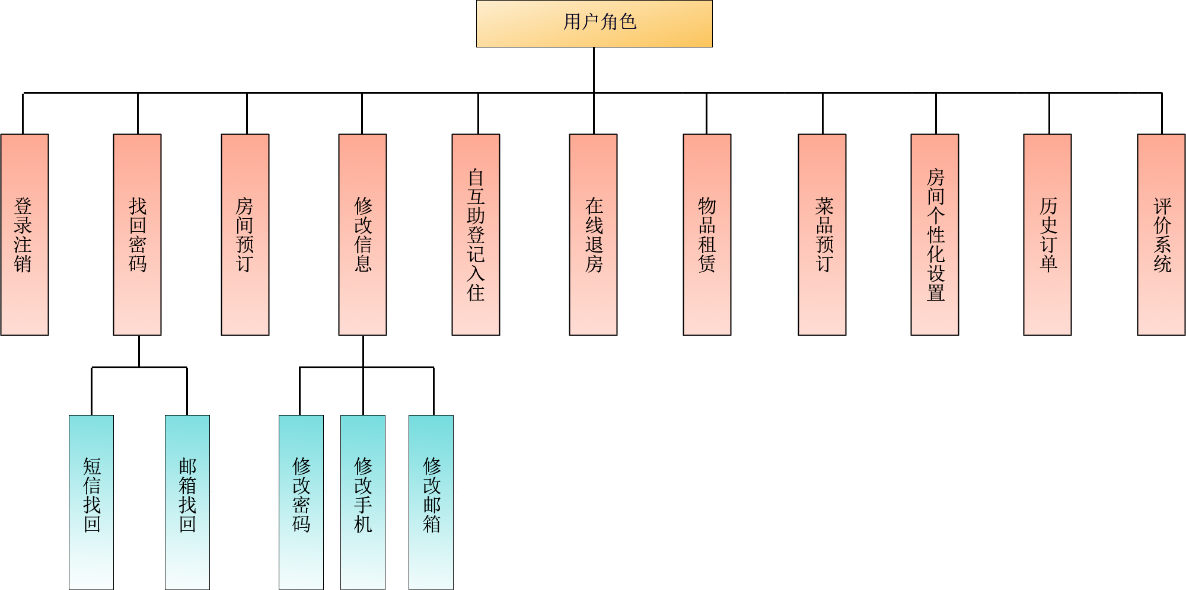 用户角色
登录注销
找回密码
房间预订
修改信息
自互助登记入住
在线退房
物品租赁
菜品预订
房间个性化设置
历史订单
评价系统
短信找回
邮箱找回
修改密码
修改手机
修改邮箱